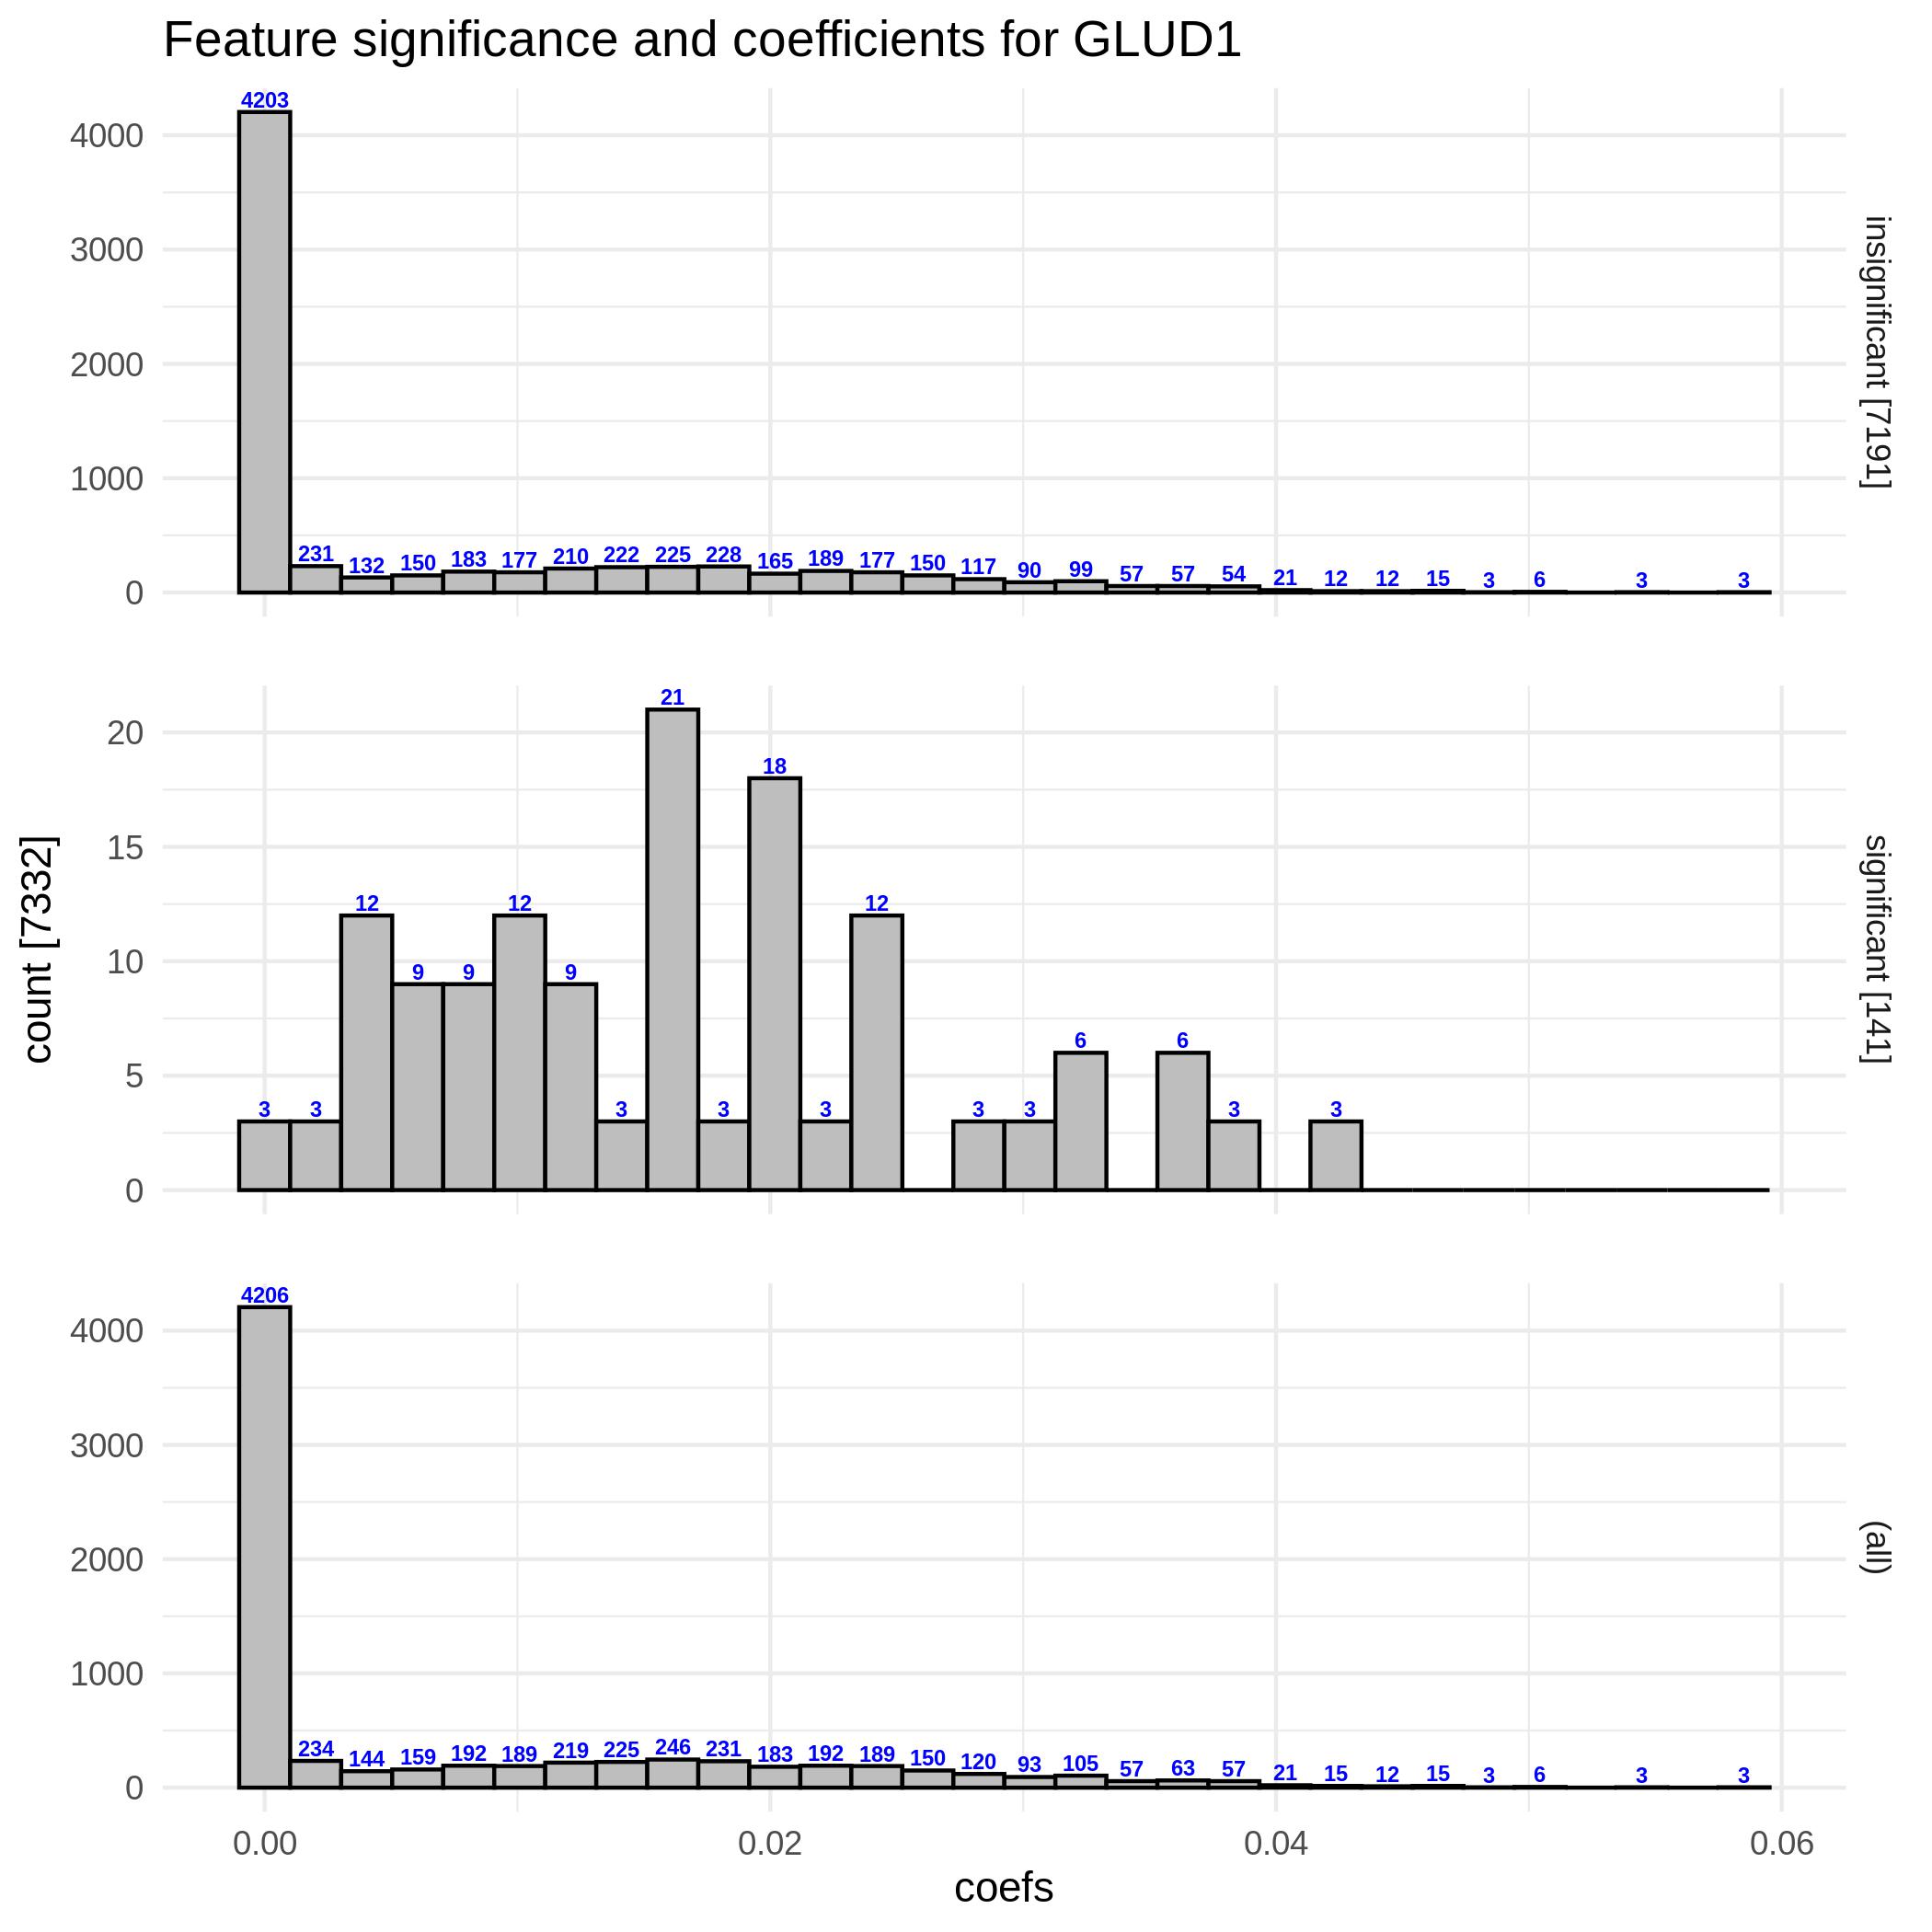 Feature significance and coefficients for GLUD1
4203
4000
3000
2000
1000
0
231 132 150 183 177 210 222 225 228 165 189 177 150 117 90 99 57 57 54 21 12 12 15 3 6 3 3
insignificant [7191]
count [7332]
20
15
10
5
0
3 3 12 9 9 12 9 3 21 3 18 3 12 3 3 6 6 3 3
significant [141]
4206
4000
3000
2000
1000
0
234 144 159 192 189 219 225 246 231 183 192 189 150 120 93 105 57 63 57 21 15 12 15 3 6 3 3
(all)
0.00 0.02 0.04 0.06
coefs